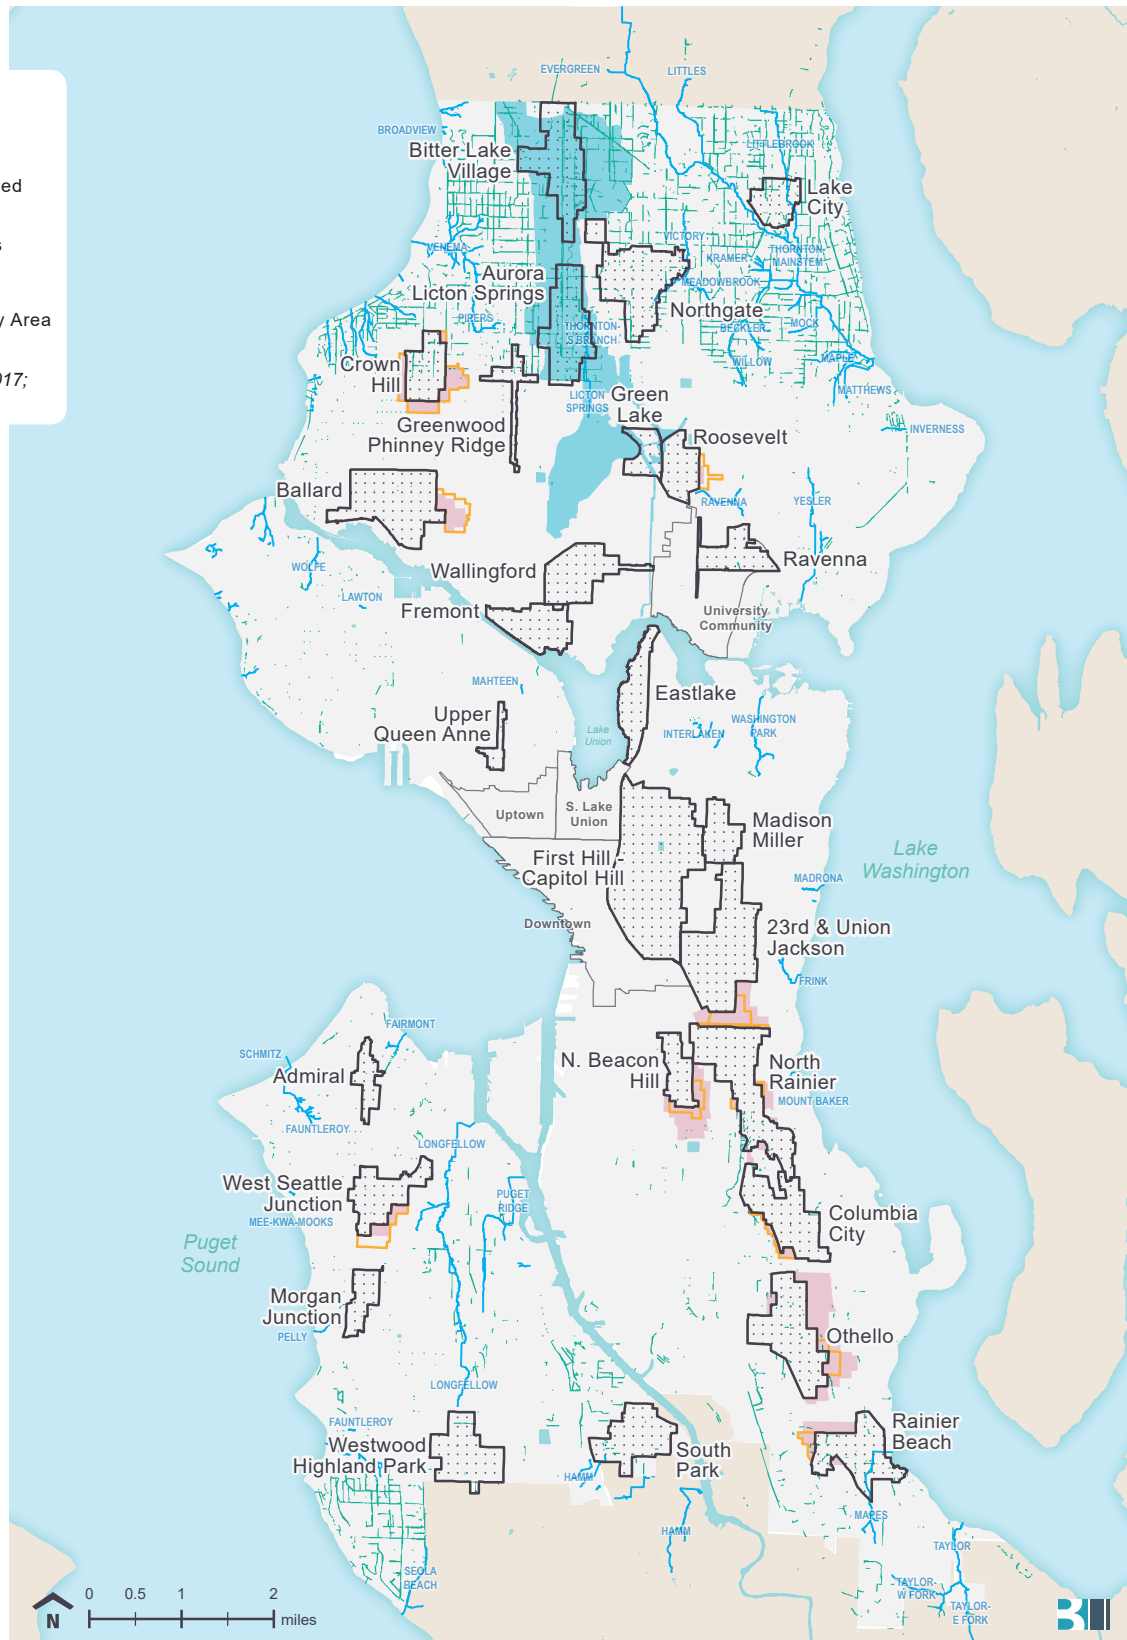 EVERGREEN
LITTLES
BROADVIEW
Bitter Lake
Village
LITTLEBROOK
ed
Lake
City
s
VENEMA
VICTORY
KRAMER
THORNTON-
MAINSTEM
Aurora
Licton Springs
MEADOWBROOK
y Area
PIPERS
Northgate
THORNTON-
S BRANCH
BECKLER
MOCK
Crown
Hill
WILLOW
MAPLE
017;
MATTHEWS
LICTON
SPRINGS
Green
Lake
Greenwood
Phinney Ridge
Roosevelt
INVERNESS
Ballard
RAVENNA
YESLER
WOLFE
Wallingford
Ravenna
LAWTON
Fremont
University
Community
MAHTEEN
Eastlake
Upper
Queen Anne
Lake
Union
INTERLAKEN
WASHINGTON
PARK
Uptown
S. Lake
Union
Madison
Miller
First Hill -
Capitol Hill
Lake
Washington
MADRONA
Downtown
23rd & Union
Jackson
FRINK
FAIRMONT
SCHMITZ
Admiral
N. Beacon
Hill
North
Rainier
MOUNT BAKER
FAUNTLEROY
LONGFELLOW
West Seattle
Junction
MEE-KWA-MOOKS
PUGET
RIDGE
Columbia
City
Puget
Sound
Morgan
Junction
PELLY
Othello
LONGFELLOW
FAUNTLEROY
Westwood
Highland Park
Rainier
Beach
South
Park
HAMM
HAMM
MAPES
TAYLOR
SEOLA
BEACH
TAYLOR-
W FORK
TAYLOR-
E FORK
0 0.5 1 2
miles
N